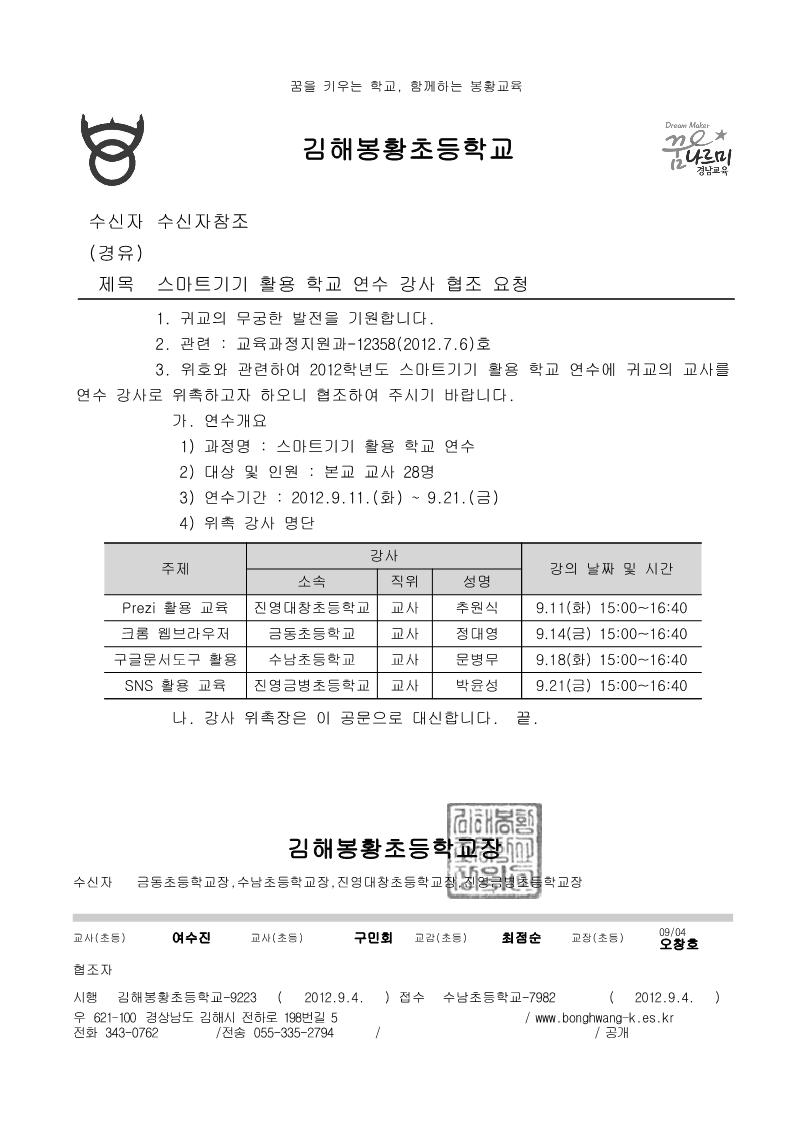 꿈을 키우는 학교, 함께하는 봉황교육
김해봉황초등학교
Dream Maker
꿈나르미
경남교육
수신자 수신자참조
(경유)
제목 스마트기기 활용 학교 연수 강사 협조 요청
1. 귀교의 무궁한 발전을 기원합니다.
2. 관련 : 교육과정지원과-12358(2012.7.6)호
3. 위호와 관련하여 2012학년도 스마트기기 활용 학교 연수에 귀교의 교사를
연수 강사로 위촉하고자 하오니 협조하여 주시기 바랍니다.
가. 연수개요
1) 과정명 : 스마트기기 활용 학교 연수
2) 대상 및 인원 : 본교 교사 28명
3) 연수기간 : 2012.9.11.(화) ~ 9.21.(금)
4) 위촉 강사 명단
주제 강사 강의 날짜 및 시간
소속 직위 성명
Prezi 활용 교육 진영대창초등학교 교사 추원식 9.11(화) 15:00~16:40
크롬 웹브라우저 금동초등학교 교사 정대영 9.14(금) 15:00~16:40
구글문서도구 활용 수남초등학교 교사 문병무 9.18(화) 15:00~16:40
SNS 활용 교육 진영금병초등학교 교사 박윤성 9.21(금) 15:00~16:40
나. 강사 위촉장은 이 공문으로 대신합니다. 끝.
김해봉황초등학교장
수신자 금동초등학교장,수남초등학교장,진영대창초등학교장,진영금병초등학교장
교사(초등) 여수진 교사(초등) 구민회 교감(초등) 최점순 교장(초등) 09/04 오창호
협조자
시행 김해봉황초등학교-9223 ( 2012.9.4. ) 접수 수남초등학교-7982 ( 2012.9.4. )
우 621-100 경상남도 김해시 전하로 198번길 5 / www.bonghwang-k.es.kr
전화 343-0762 /전송 055-335-2794 / / 공개